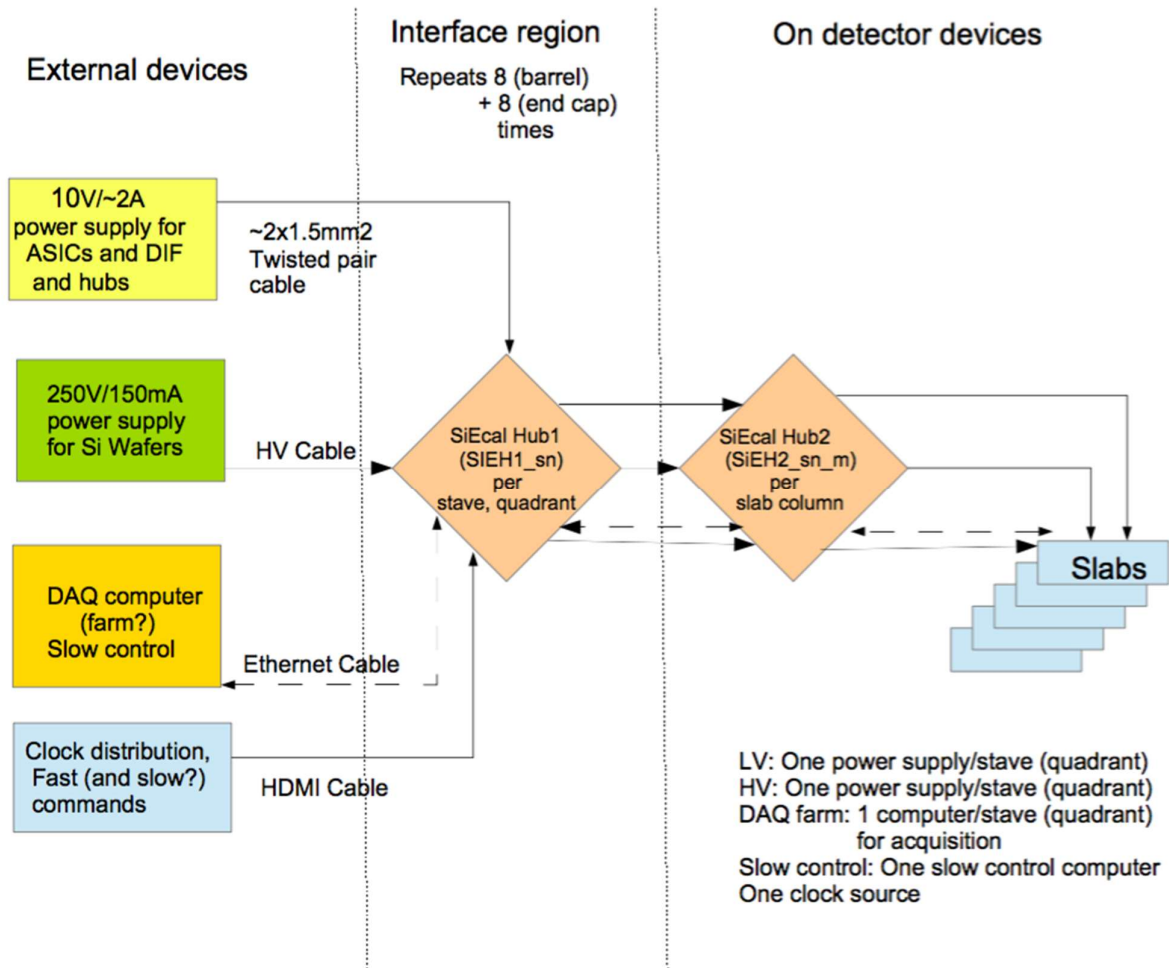 External devices
Interface region
Repeats 8 (barrel)
+ 8 (end cap)
times
On detector devices
10V/~2A
power supply for
ASICs and DIF
and hubs
~2x1.5mm2
Twisted pair
cable
250V/150mA
power supply
for Si Wafers
HV Cable
SiEcal Hub1
(SIEH1_sn)
per
stave, quadrant
SiEcal Hub2
(SiEH2_sn_m)
per
slab column
Slabs
DAQ computer
(farm?)
Slow control
Ethernet Cable
Clock distribution,
Fast (and slow?)
commands
HDMI Cable
LV: One power supply/stave (quadrant)
HV: One power supply/stave (quadrant)
DAQ farm: 1 computer/stave (quadrant)
for acquisition
Slow control: One slow control computer
One clock source